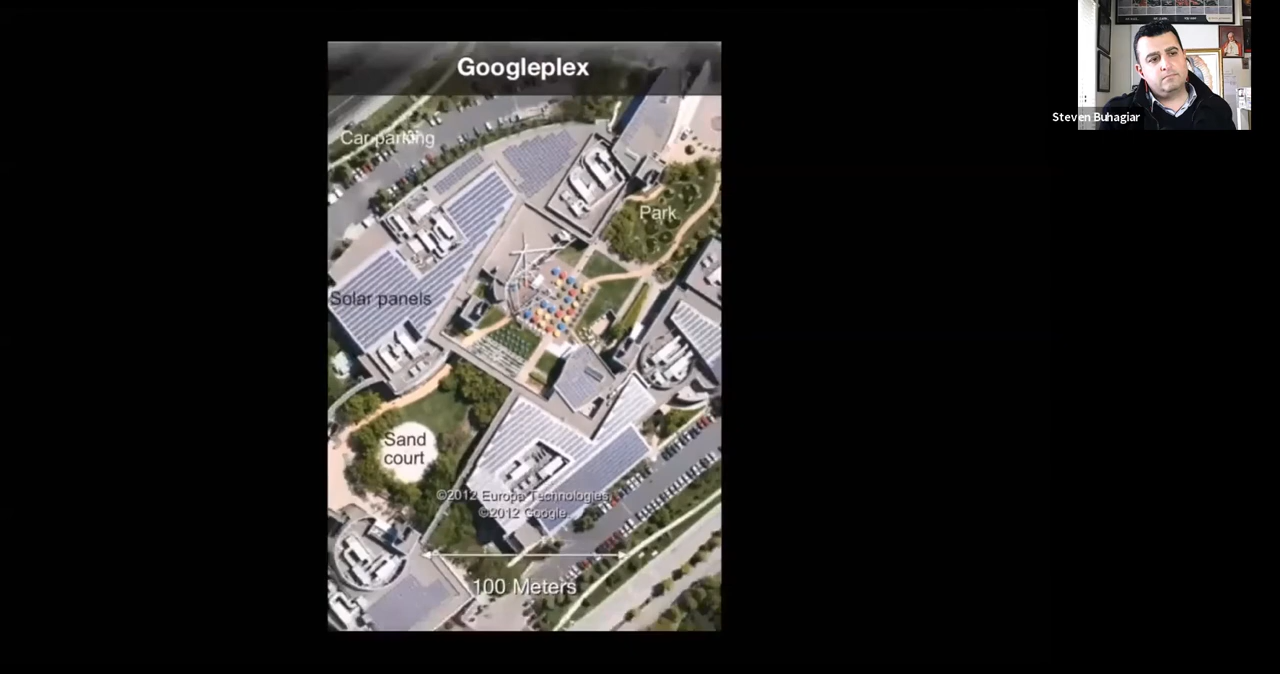 Googleplex
Car parking
Park
Solar panels
Sand
court
©2012 Europa Technologies,
©2012 Google
100 Meters
Steven Buhagiar